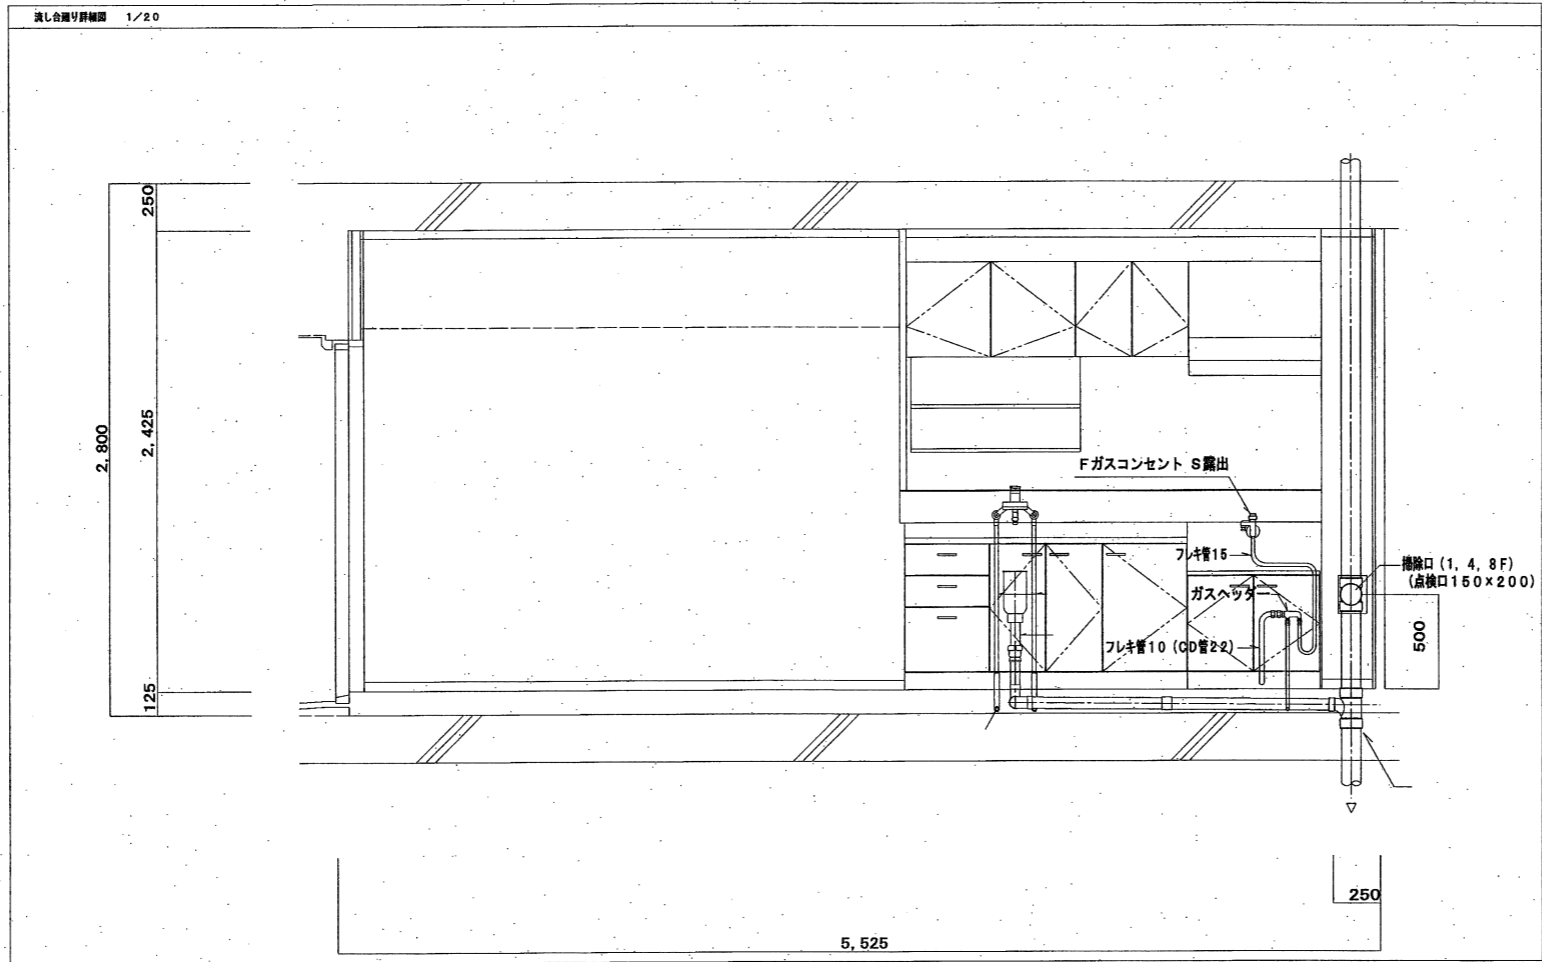 流し台廻り詳細図 1/20
250
2,425
2,800
125
Fガスコンセント S露出
フレキ管15
ガスヘッダー
フレキ管10 (CD管22)
掃除口 (1, 4, 8F)
(点検口150×200)
500
250
5,525